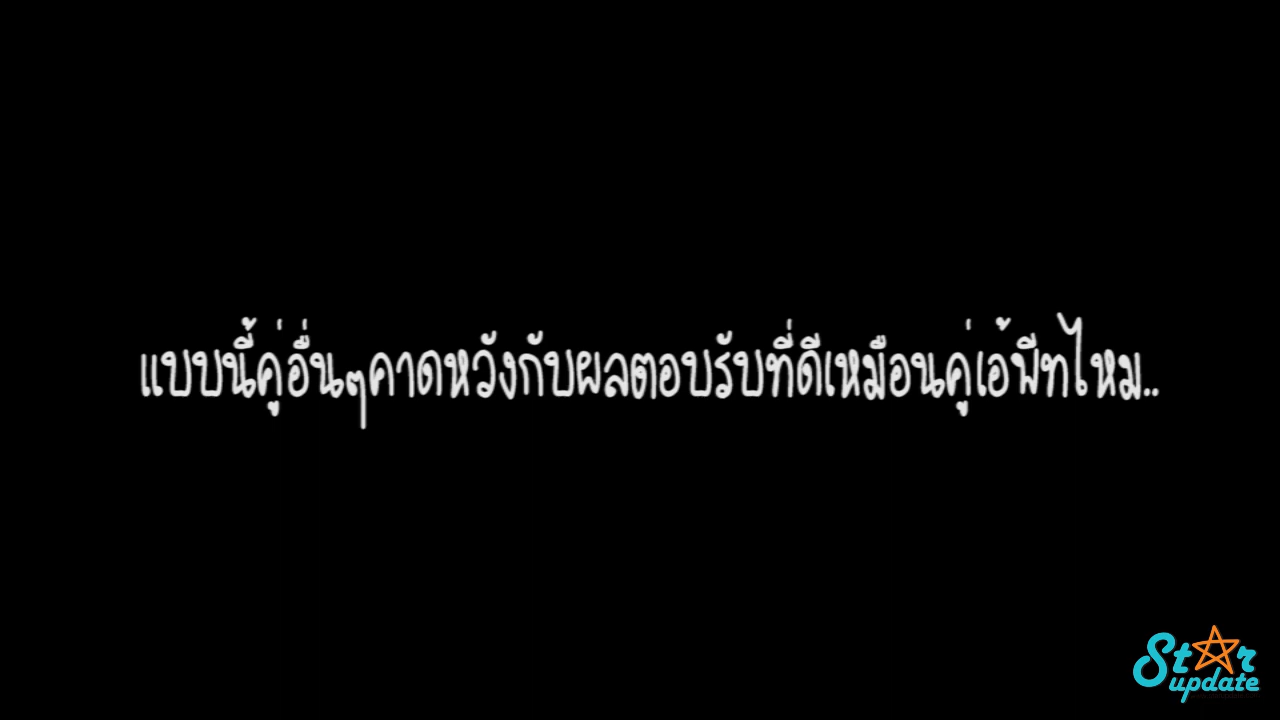 แบบนี้คู่อื่นๆคาดหวังกับผลตอบรับที่ดีเหมือนคู่เอ้พีทไหม..
Star
update